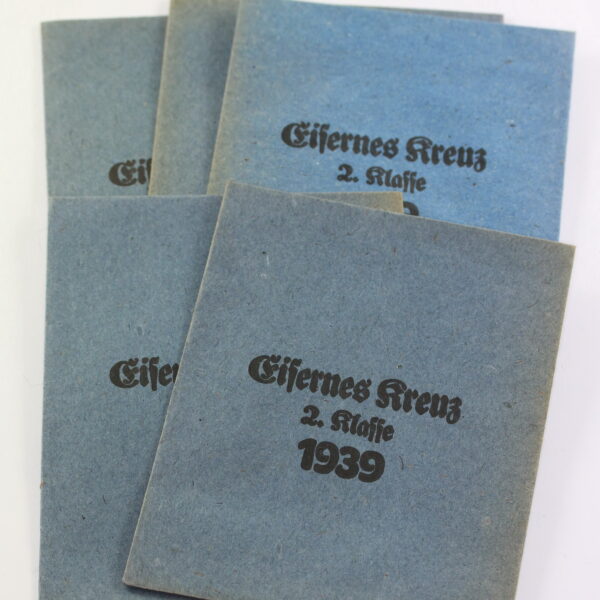 Eisernes Kreuz
2. Klasse
Eisernes Kreuz
2. Klasse
1939